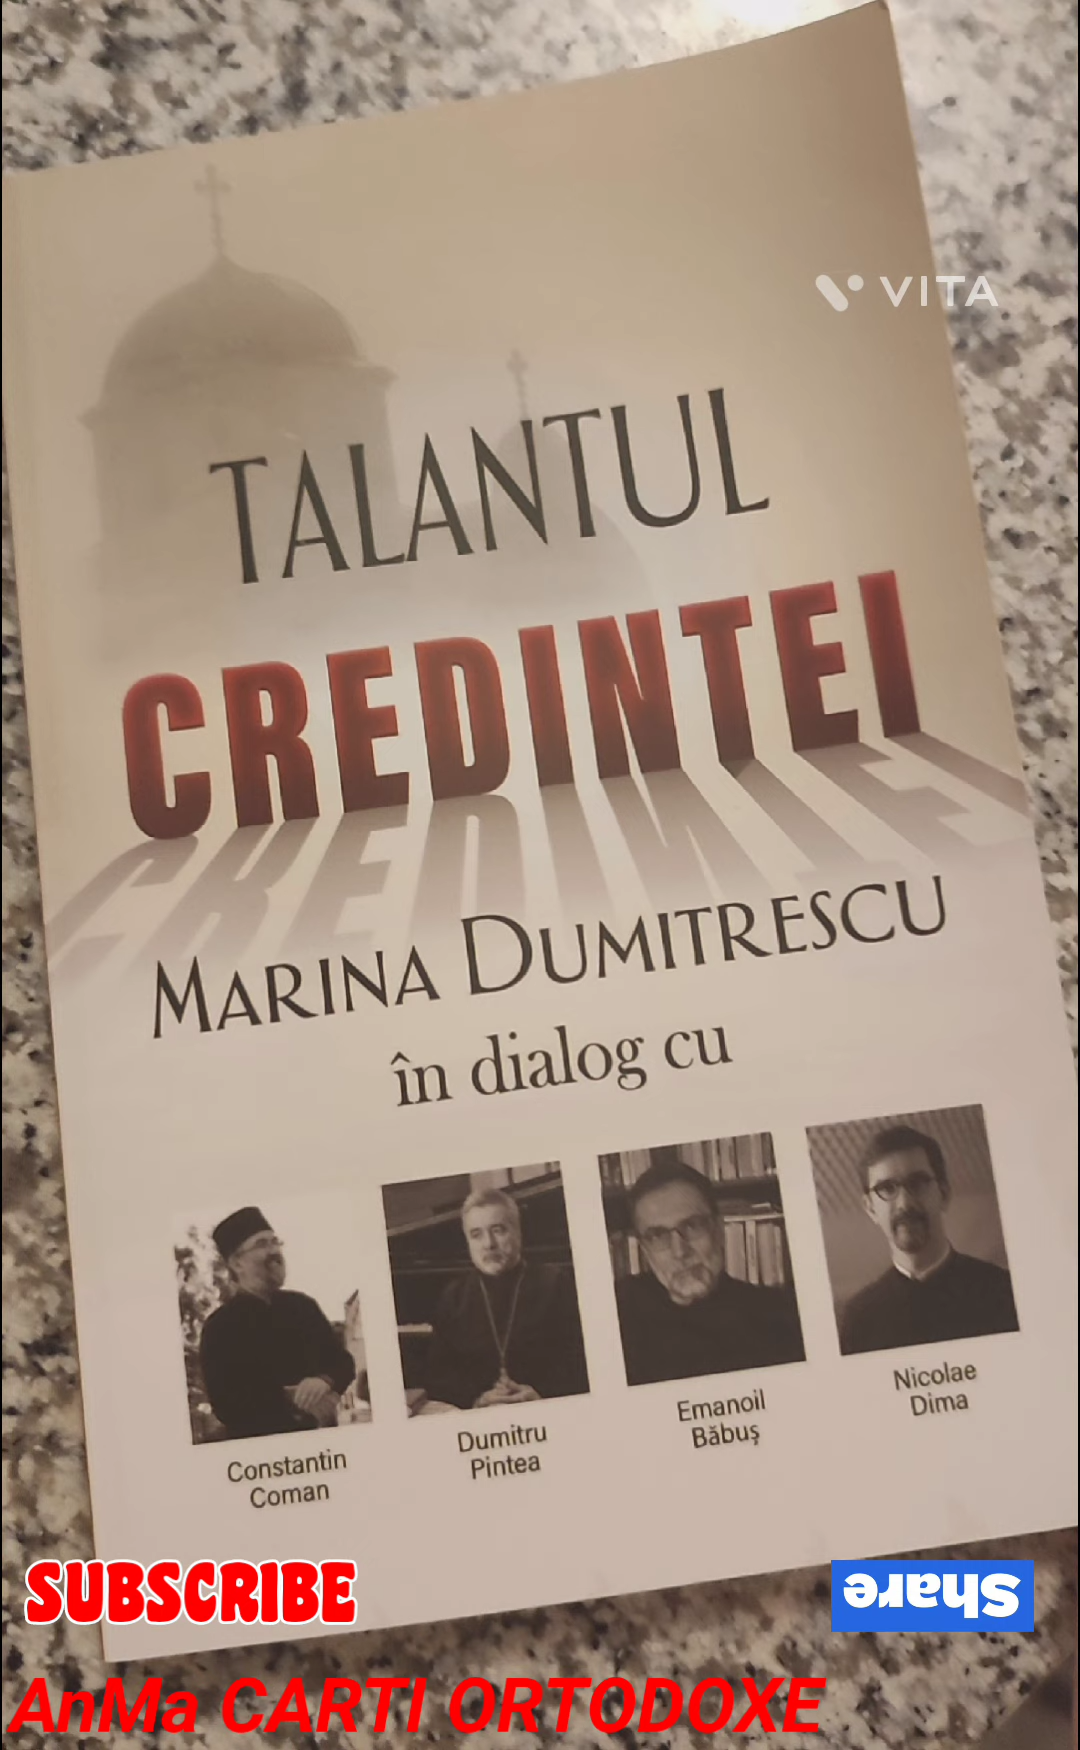 VITA
TALANTUL
CREDINTEI
MARINA DUMITRESCU
în dialog cu
Constantin
Coman
Dumitru
Pintea
Emanoil
Băbuş
Nicolae
Dima
SUBSCRIBE
Share
AnMa CARTI ORTODOXE